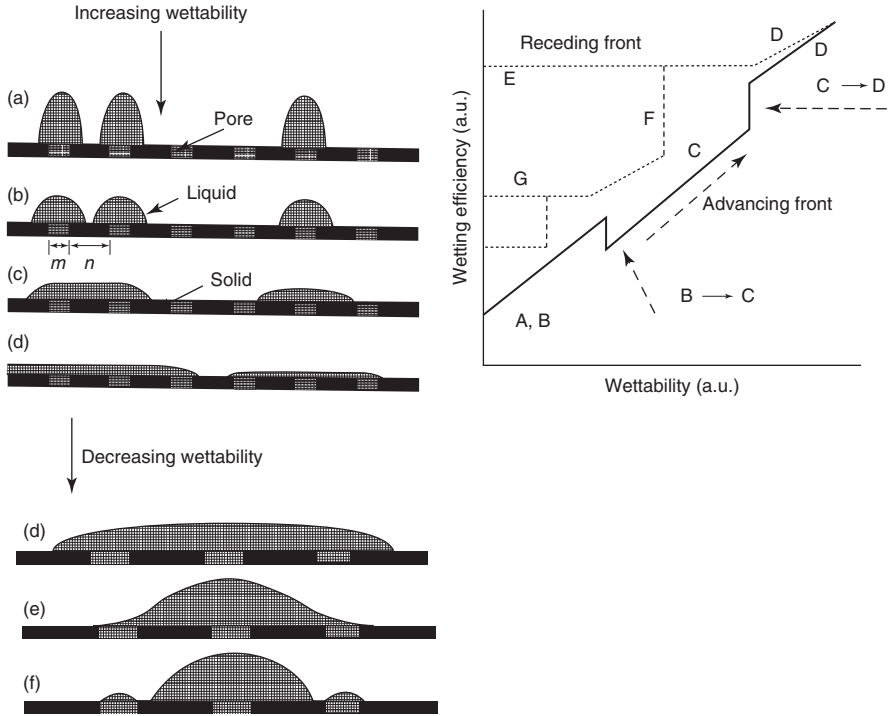 Increasing wettability
(a)
Pore
(b)
Liquid
m n
(c)
Solid
(d)
Decreasing wettability
(d)
(e)
(f)
Wetting efficiency (a.u.)
Receding front
D
D
E
C → D
F
C
G
Advancing front
B → C
A, B
Wettability (a.u.)